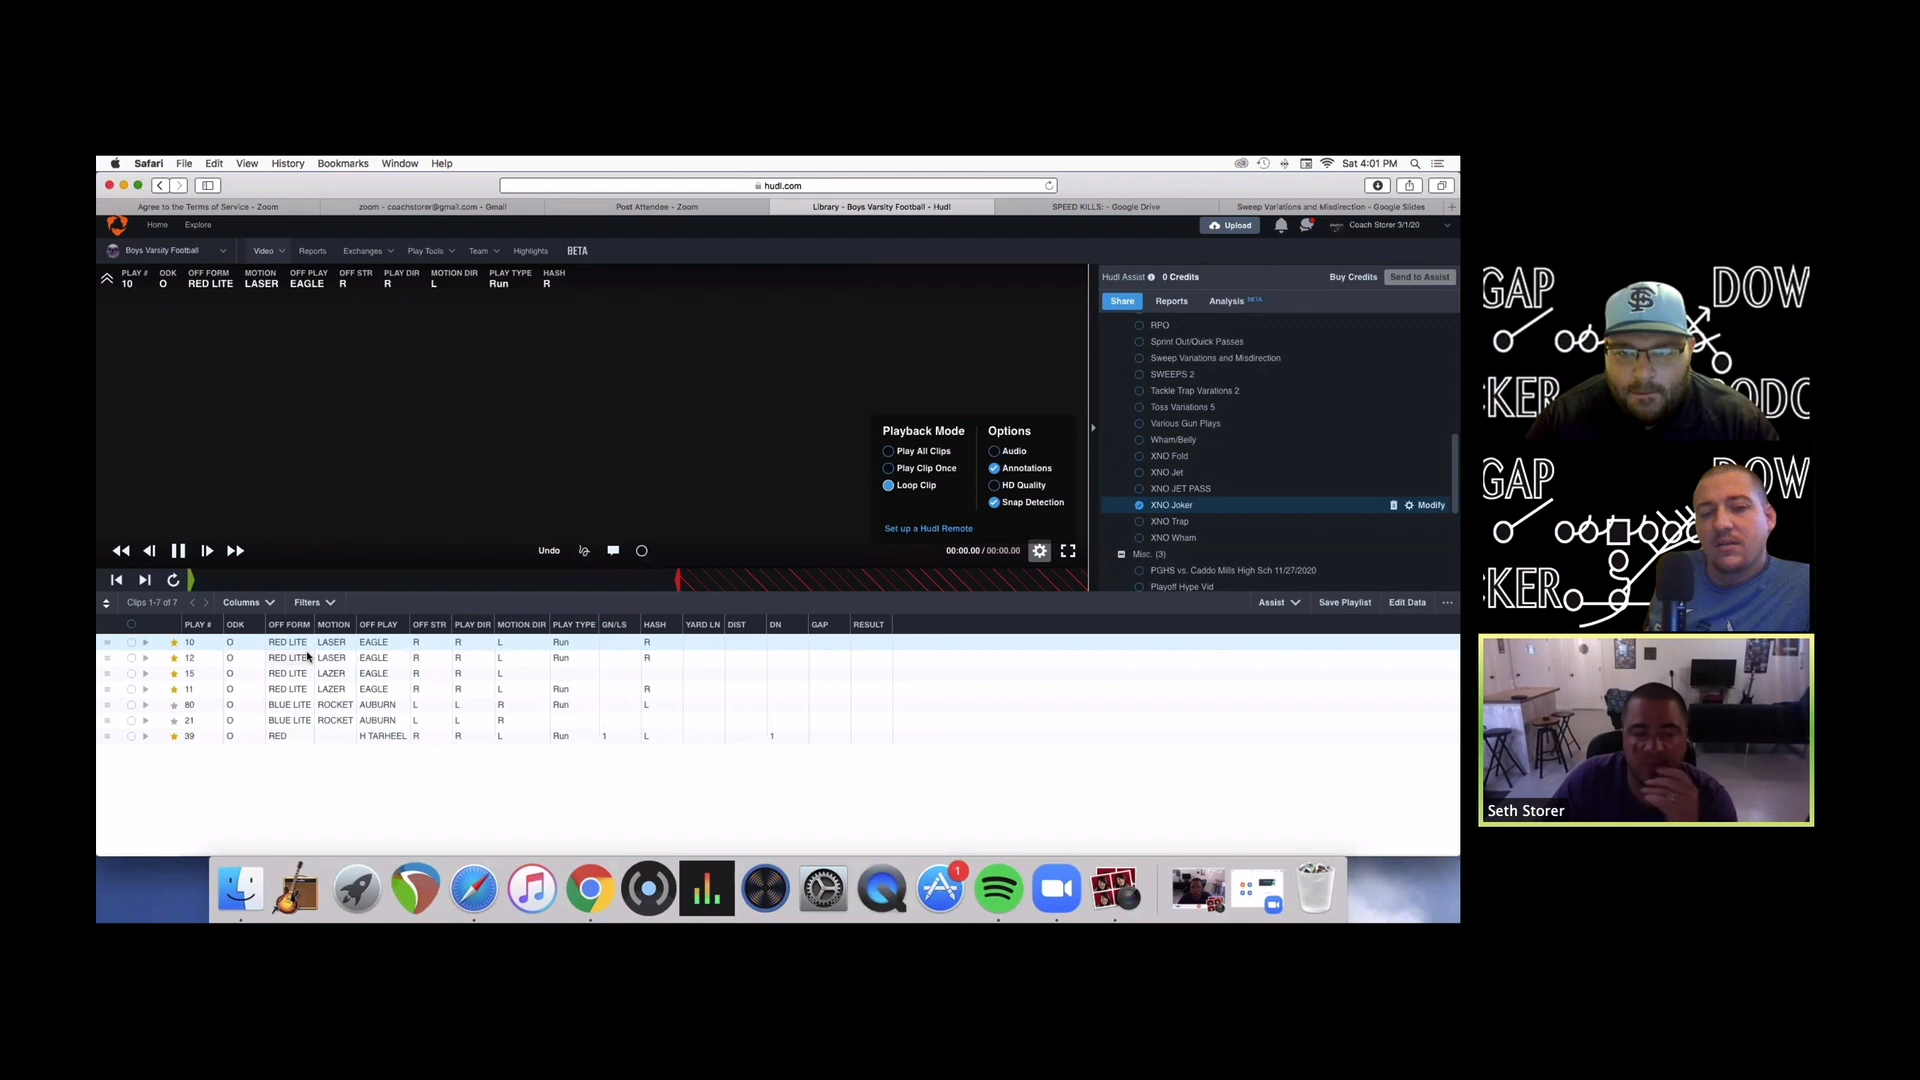 Safari File Edit View History Bookmarks Window Help Sat 4:01 PM
hudl.com
Agree to the Terms of Service - Zoom zoom - coachstorer@gmail.com - Gmail Post Attendee - Zoom Library - Boys Varsity Football - Hudl SPEED KILLS: - Google Drive Sweep Variations and Misdirection - Google Slides
Home Explore Upload Coach Storer 3/1/20
Boys Varsity Football Video Reports Exchanges Play Tools Team Highlights BETA
PLAY # ODK OFF FORM MOTION OFF PLAY OFF STR PLAY DIR MOTION DIR PLAY TYPE HASH
10 O RED LITE LASER EAGLE R R L Run R
Hudl Assist 0 Credits Buy Credits Send to Assist
Share Reports Analysis BETA
RPO
Sprint Out/Quick Passes
Sweep Variations and Misdirection
SWEEPS 2
Tackle Trap Varations 2
Toss Variations 5
Various Gun Plays
Wham/Belly
XNO Fold
XNO Jet
XNO JET PASS
XNO Joker Modify
XNO Trap
XNO Wham
Misc. (3)
PGHS vs. Caddo Mills High Sch 11/27/2020
Playoff Hype Vid
Playback Mode Options
Play All Clips Audio
Play Clip Once Annotations
Loop Clip HD Quality
Snap Detection
Set up a Hudl Remote
Undo 00:00.00 / 00:00.00
Clips 1-7 of 7 Columns Filters Assist Save Playlist Edit Data
PLAY # ODK OFF FORM MOTION OFF PLAY OFF STR PLAY DIR MOTION DIR PLAY TYPE GN/LS HASH YARD LN DIST DN GAP RESULT
10 O RED LITE LASER EAGLE R R L Run R
12 O RED LITE LASER EAGLE R R L Run R
15 O RED LITE LAZER EAGLE R R L
11 O RED LITE LAZER EAGLE R R L Run R
80 O BLUE LITE ROCKET AUBURN L L R Run L
21 O BLUE LITE ROCKET AUBURN L L R
39 O RED H TARHEEL R R L Run 1 L 1
1
GAP DOW
CKER PODC
GAP DOW
CKER
Seth Storer